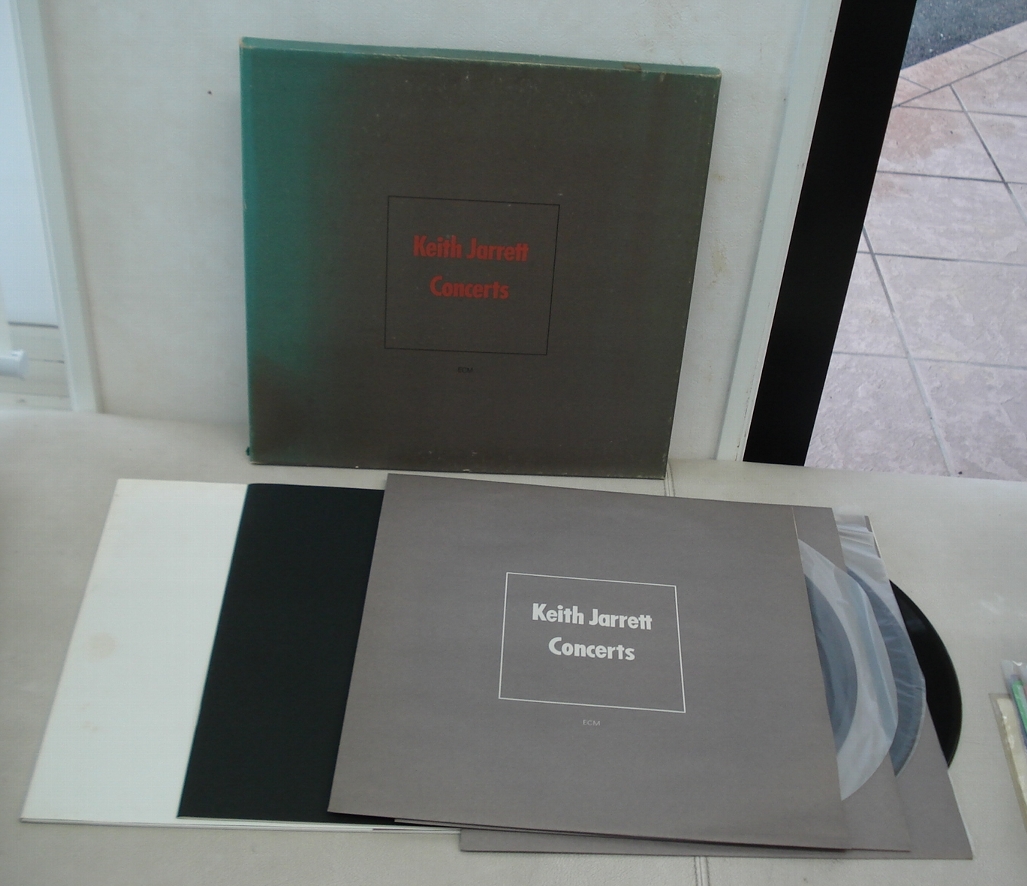 Keith Jarrett
Concerts
ECM
Keith Jarrett
Concerts
ECM